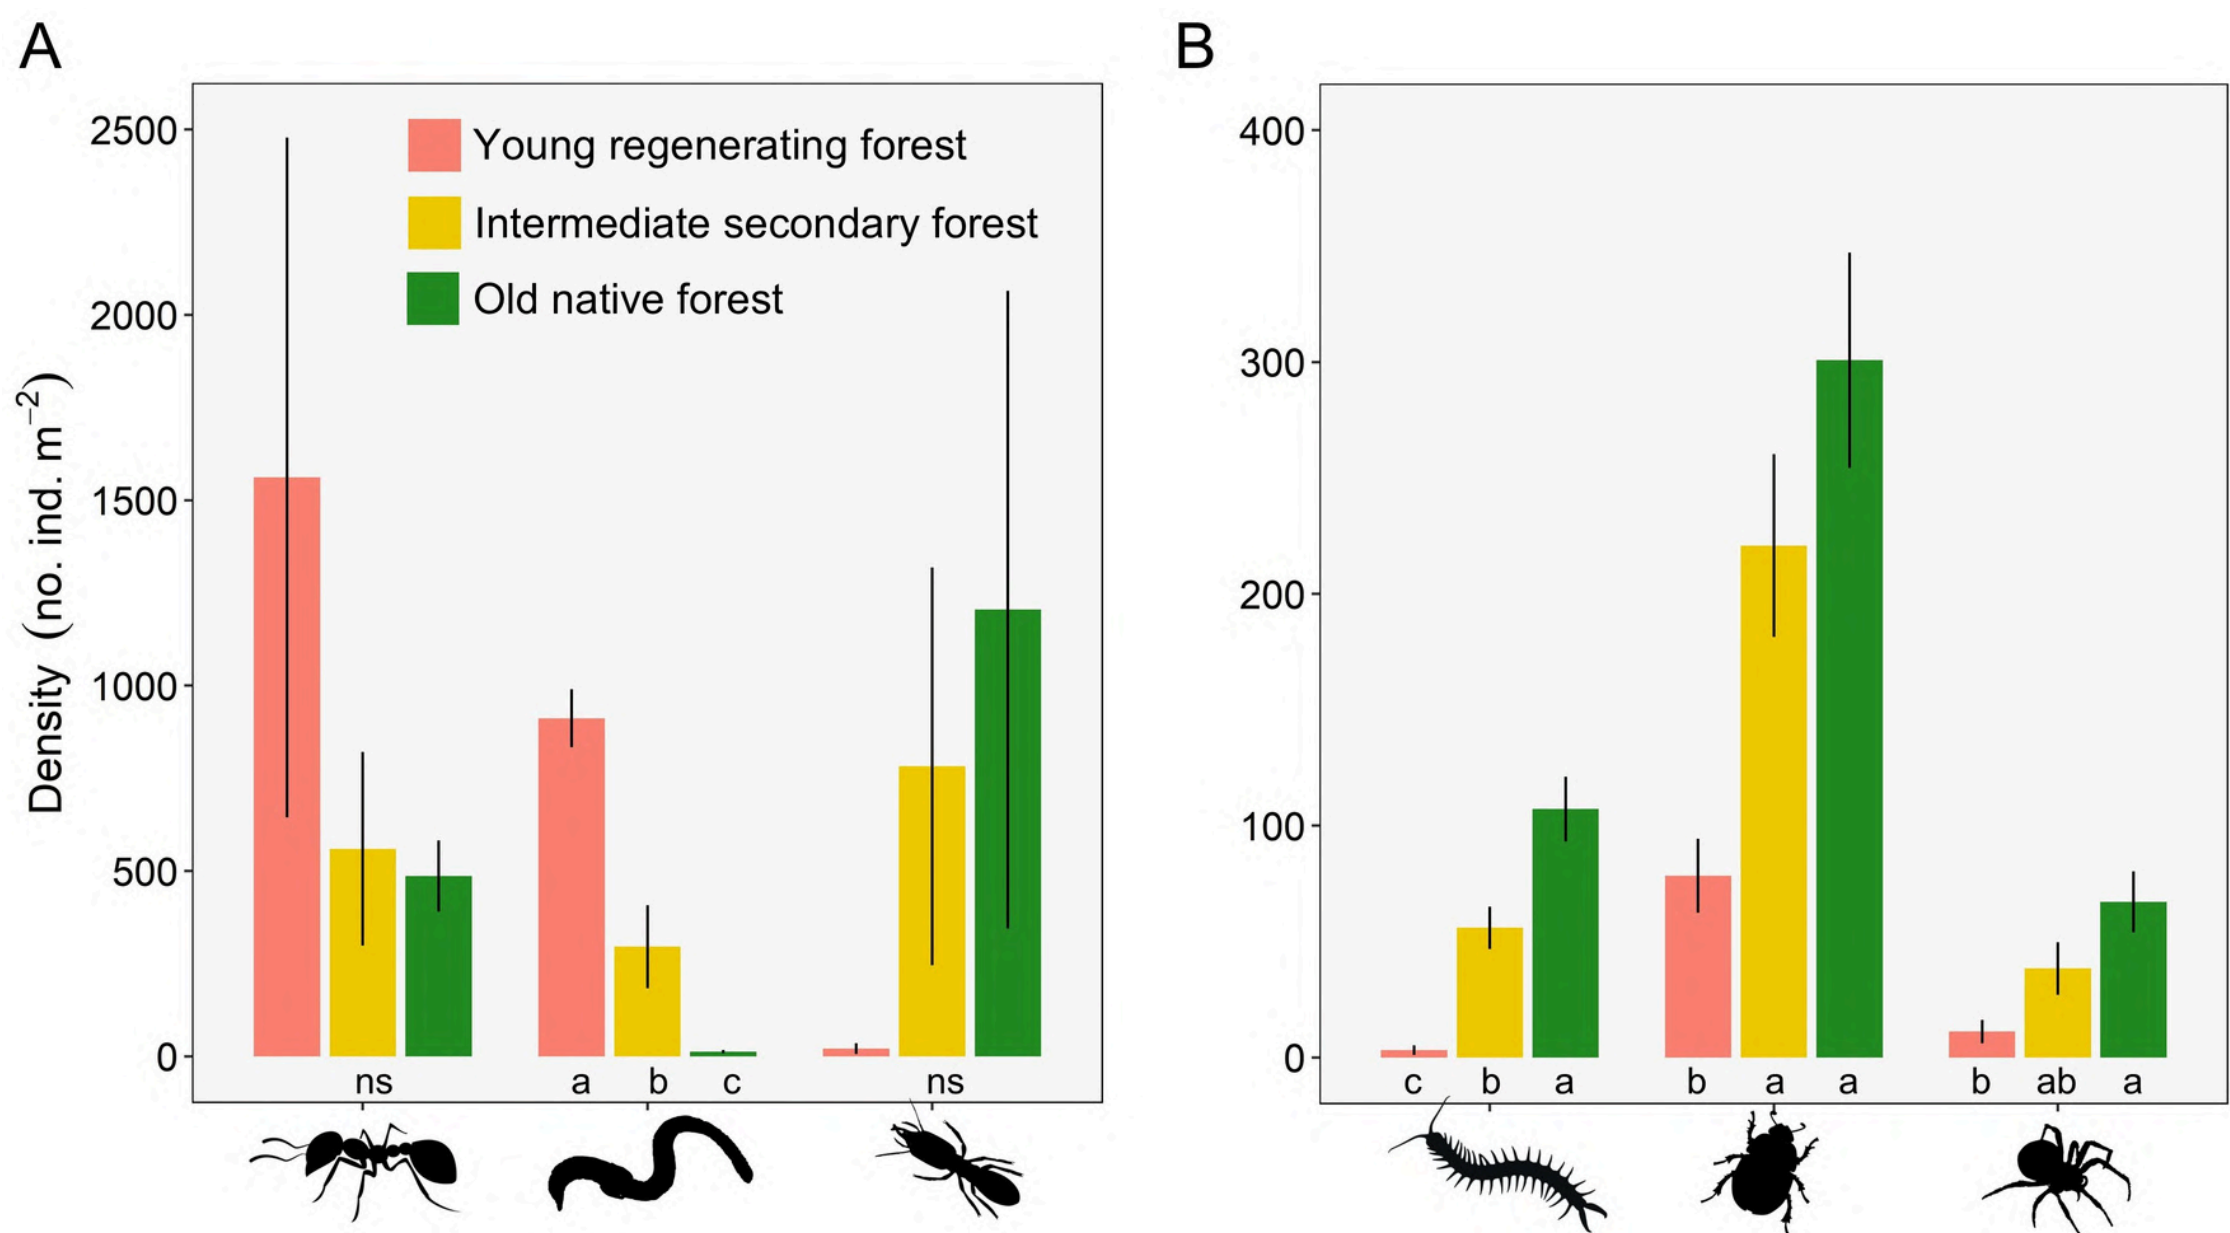 A
B
Density (no. ind. m⁻²)
2500
2000
1500
1000
500
0
Young regenerating forest
Intermediate secondary forest
Old native forest
ns a b c ns
400
300
200
100
0
c b a b a a b ab a